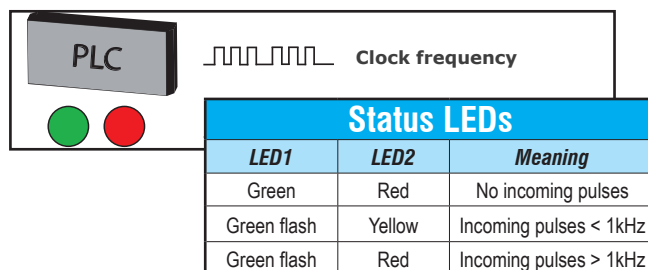 PLC
Clock frequency
Status LEDs
LED1 LED2 Meaning
Green Red No incoming pulses
Green flash Yellow Incoming pulses < 1kHz
Green flash Red Incoming pulses > 1kHz